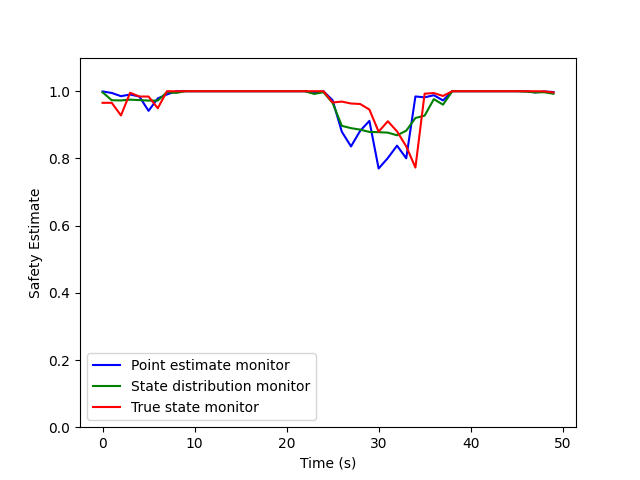 1.0
0.8
0.6
0.4
0.2
0.0
Safety Estimate
Point estimate monitor
State distribution monitor
True state monitor
0 10 20 30 40 50
Time (s)